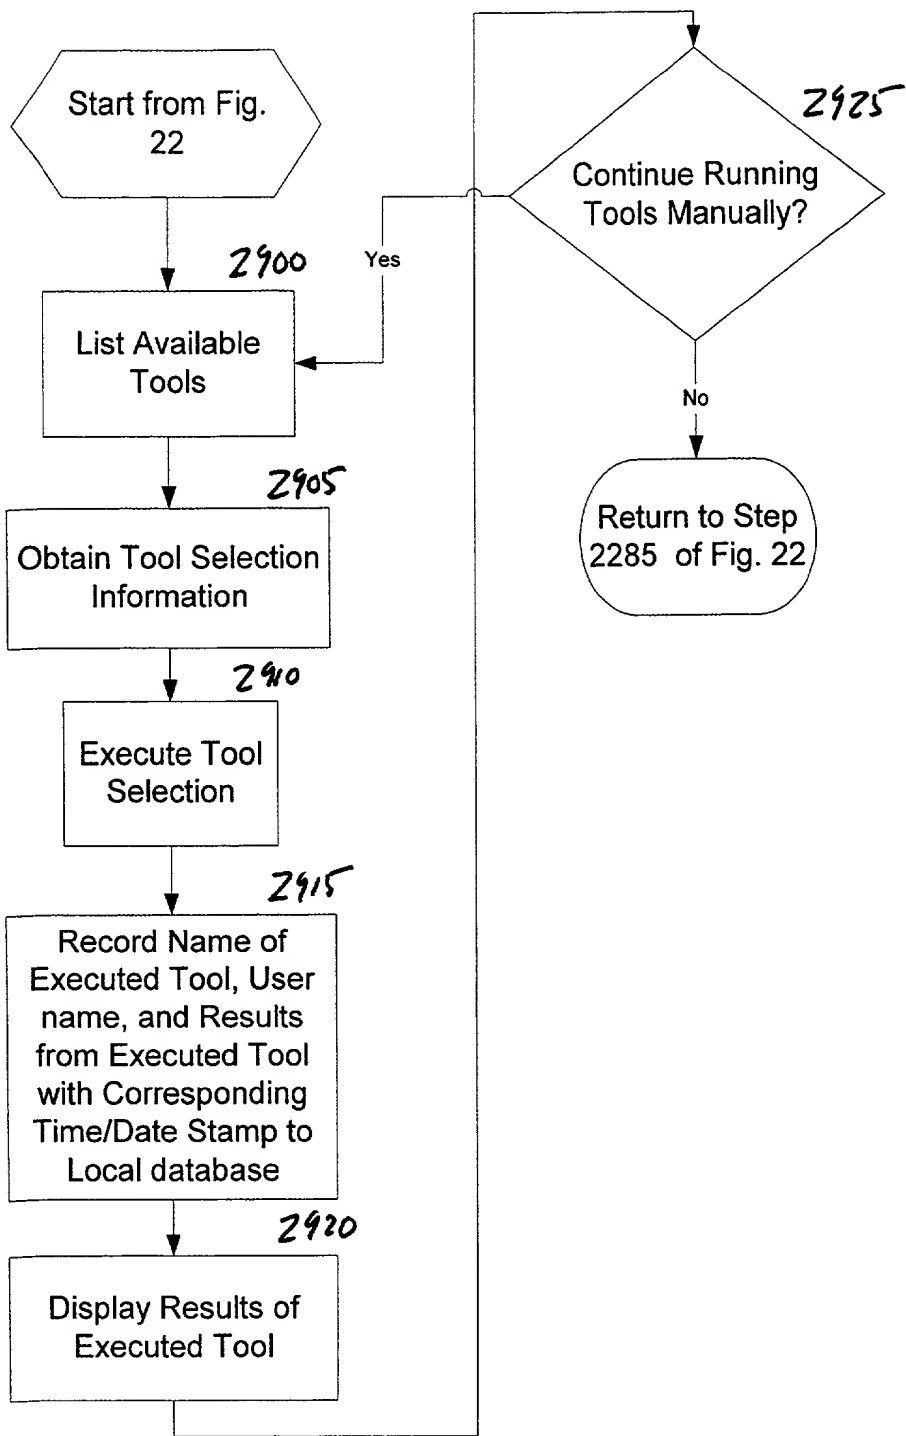 Start from Fig.
22
2900
List Available
Tools
2905
Obtain Tool Selection
Information
2910
Execute Tool
Selection
2915
Record Name of
Executed Tool, User
name, and Results
from Executed Tool
with Corresponding
Time/Date Stamp to
Local database
2920
Display Results of
Executed Tool
2925
Continue Running
Tools Manually?
Yes
No
Return to Step
2285 of Fig. 22